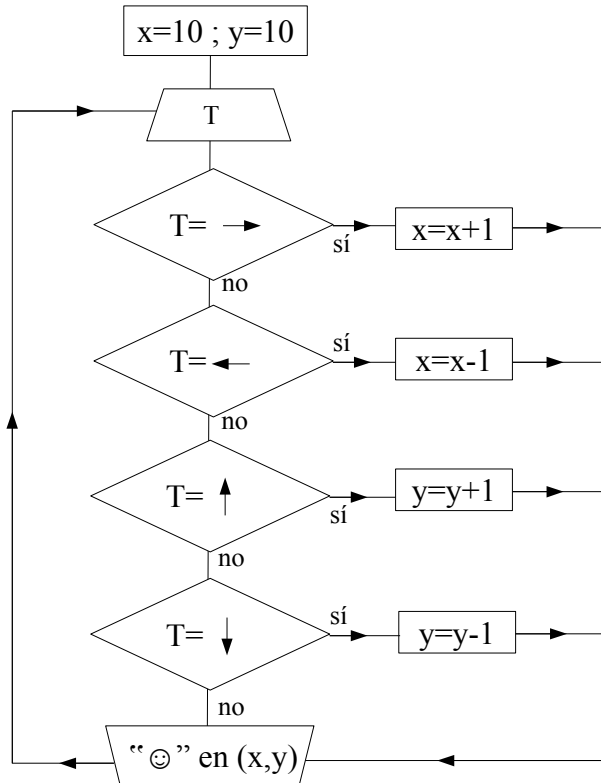 x=10 ; y=10
T
T= →
sí
x=x+1
no
T= ←
sí
x=x-1
no
T= ↑
sí
y=y+1
no
T= ↓
sí
y=y-1
no
“☺” en (x,y)